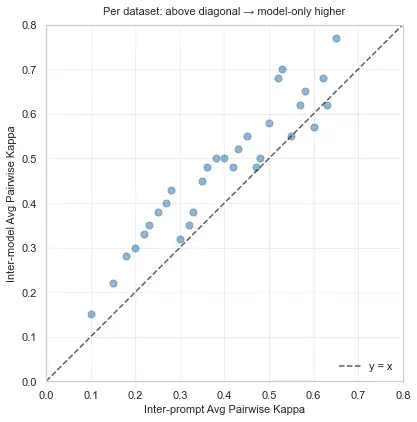 Per dataset: above diagonal → model-only higher
Inter-model Avg Pairwise Kappa
0.8
0.7
0.6
0.5
0.4
0.3
0.2
0.1
0.0
y = x
0.0 0.1 0.2 0.3 0.4 0.5 0.6 0.7 0.8
Inter-prompt Avg Pairwise Kappa